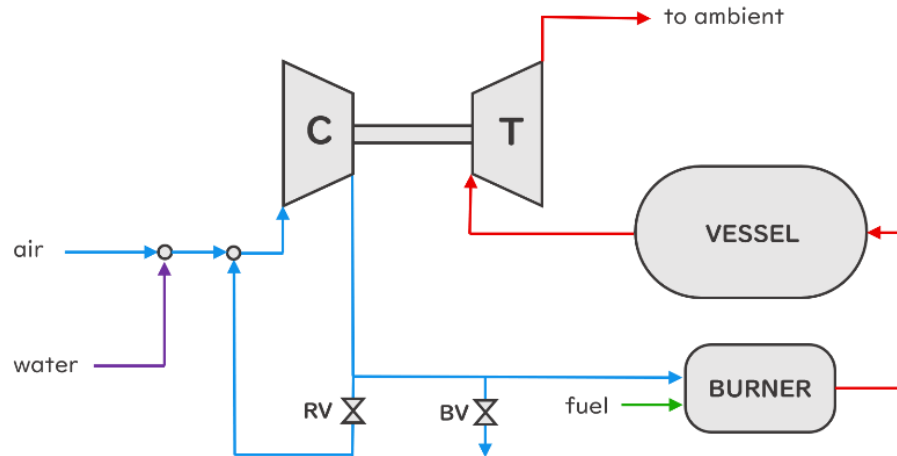 to ambient
C
T
air
VESSEL
water
RV
BV
fuel
BURNER